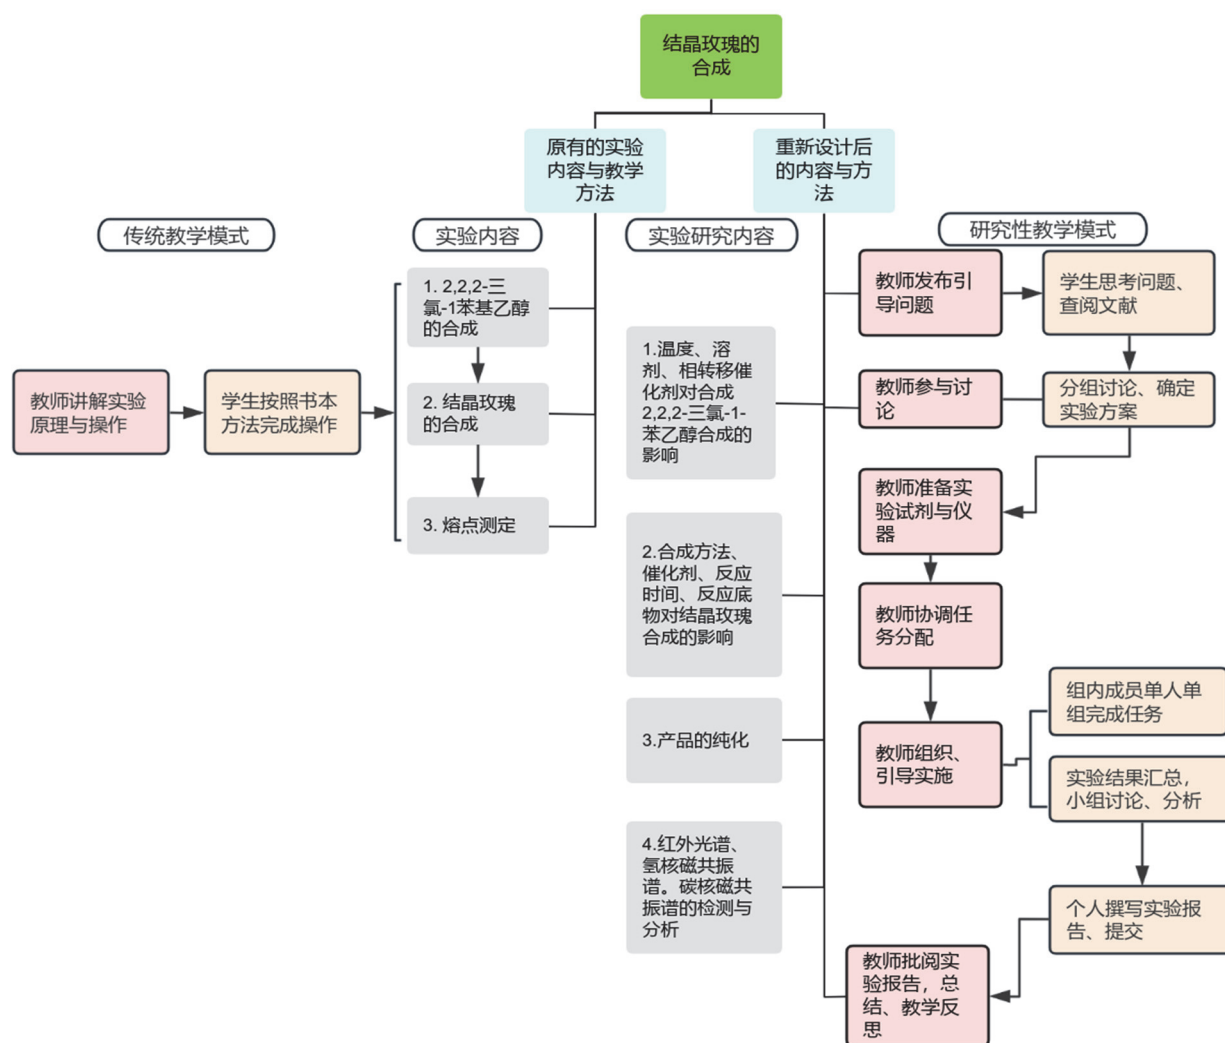 结晶玫瑰的
合成
原有的实验
内容与教学
方法
重新设计后
的内容与方
法
传统教学模式
实验内容
实验研究内容
研究性教学模式
教师讲解实验
原理与操作
学生按照书本
方法完成操作
1. 2,2,2-三
氯-1苯基乙醇
的合成
2. 结晶玫瑰
的合成
3. 熔点测定
1.温度、溶
剂、相转移催
化剂对合成
2,2,2-三氯-1-
苯乙醇合成的
影响
2.合成方法、
催化剂、反应
时间、反应底
物对结晶玫瑰
合成的影响
3.产品的纯化
4.红外光谱、
氢核磁共振
谱。碳核磁共
振谱的检测与
分析
教师发布引
导问题
学生思考问题、
查阅文献
教师参与讨
论
分组讨论、确定
实验方案
教师准备实
验试剂与仪
器
教师协调任
务分配
教师组织、
引导实施
组内成员单人单
组完成任务
实验结果汇总，
小组讨论、分析
个人撰写实验报
告、提交
教师批阅实
验报告，总
结、教学反
思